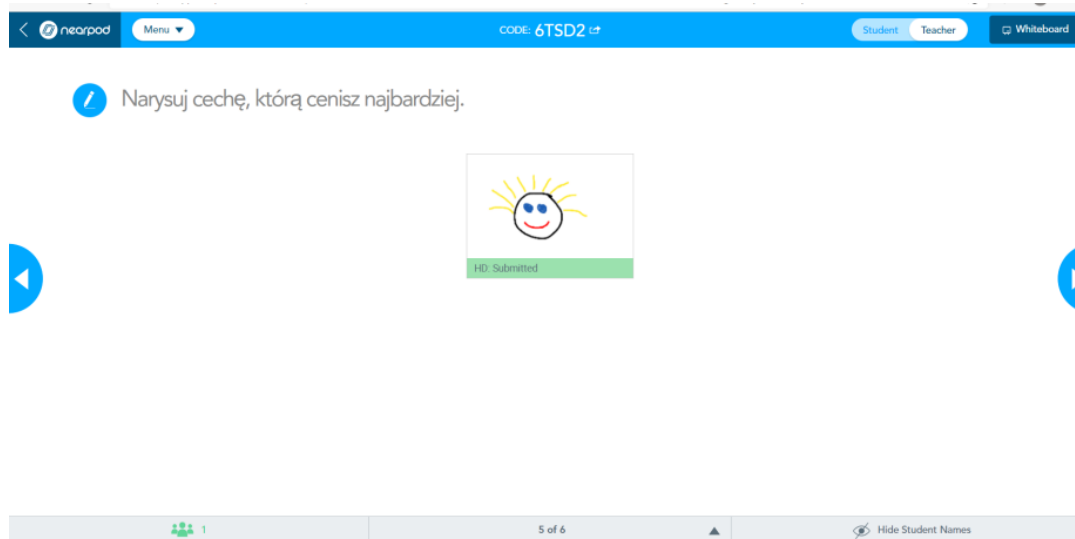 nearpod
Menu
CODE: 6TSD2
Student Teacher
Whiteboard
Narysuj cechę, którą cenisz najbardziej.
HD: Submitted
1
5 of 6
Hide Student Names